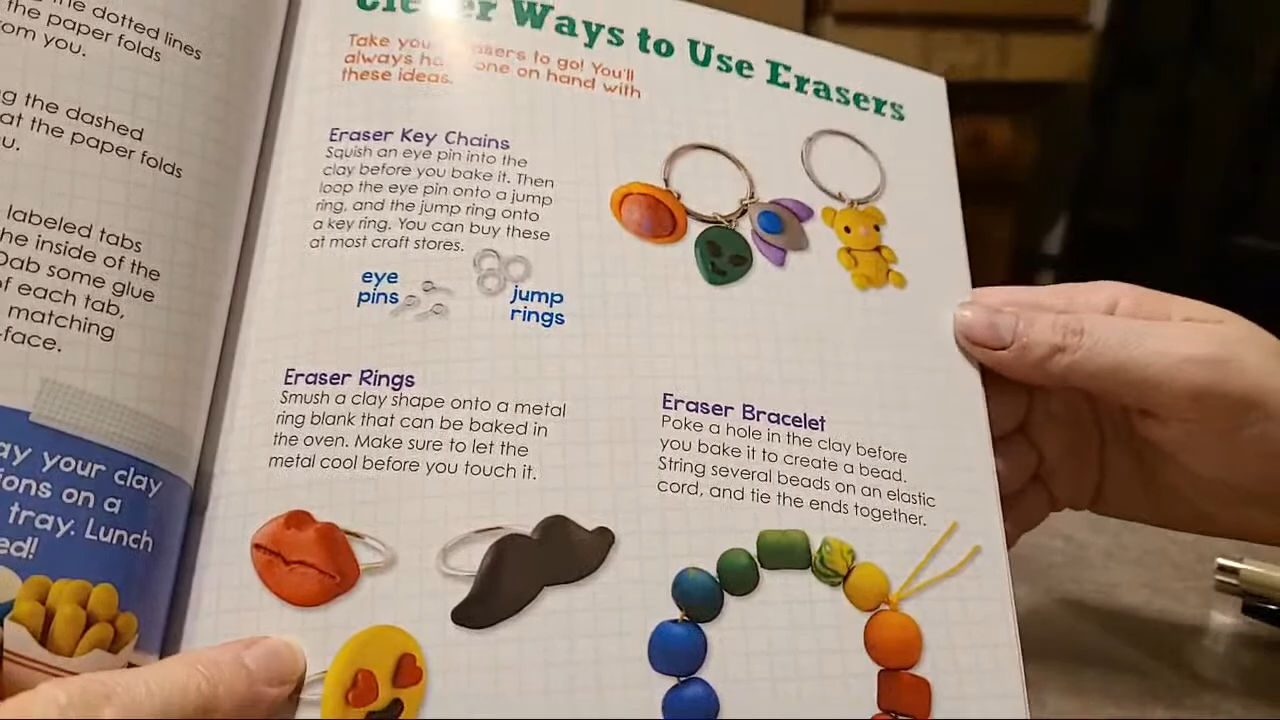 the dotted lines
the paper folds
om you.
g the dashed
at the paper folds
u.
labeled tabs
he inside of the
Dab some glue
of each tab,
matching
-face.
ay your clay
ions on a
tray. Lunch
ed!
Ways to Use Erasers
Take you asers to go! You'll
always ha one on hand with
these ideas.
Eraser Key Chains
Squish an eye pin into the
clay before you bake it. Then
loop the eye pin onto a jump
ring, and the jump ring onto
a key ring. You can buy these
at most craft stores.
eye
pins
jump
rings
Eraser Rings
Smush a clay shape onto a metal
ring blank that can be baked in
the oven. Make sure to let the
metal cool before you touch it.
Eraser Bracelet
Poke a hole in the clay before
you bake it to create a bead.
String several beads on an elastic
cord, and tie the ends together.